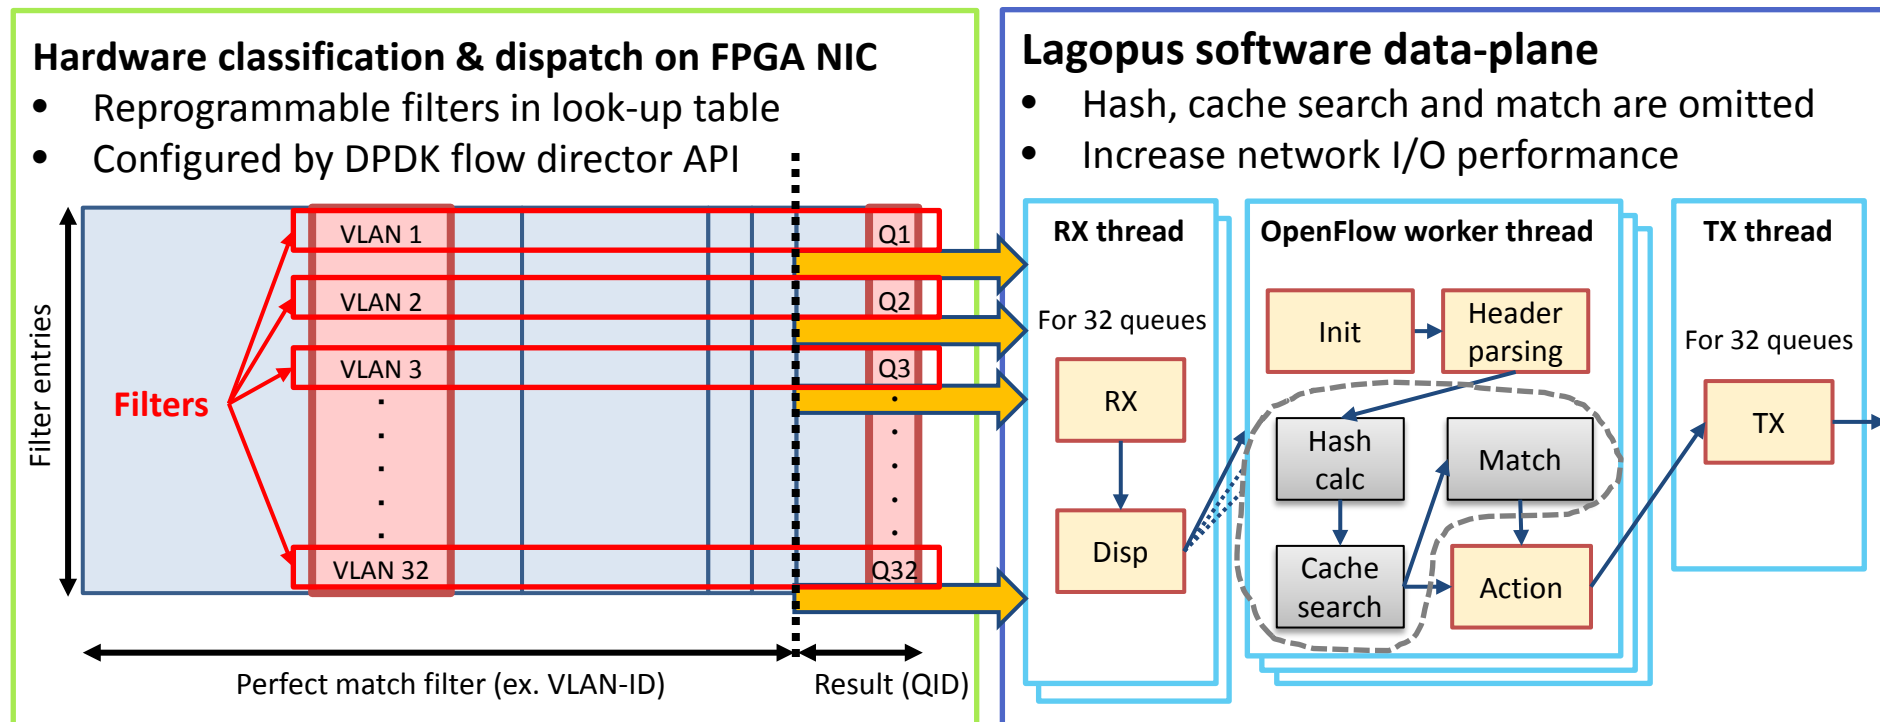 Hardware classification & dispatch on FPGA NIC
• Reprogrammable filters in look-up table
• Configured by DPDK flow director API
Filter entries
Filters
VLAN 1
Q1
VLAN 2
Q2
VLAN 3
Q3
VLAN 32
Q32
Perfect match filter (ex. VLAN-ID)
Result (QID)
Lagopus software data-plane
• Hash, cache search and match are omitted
• Increase network I/O performance
RX thread
For 32 queues
RX
Disp
OpenFlow worker thread
Init
Header
parsing
Hash
calc
Match
Cache
search
Action
TX thread
For 32 queues
TX